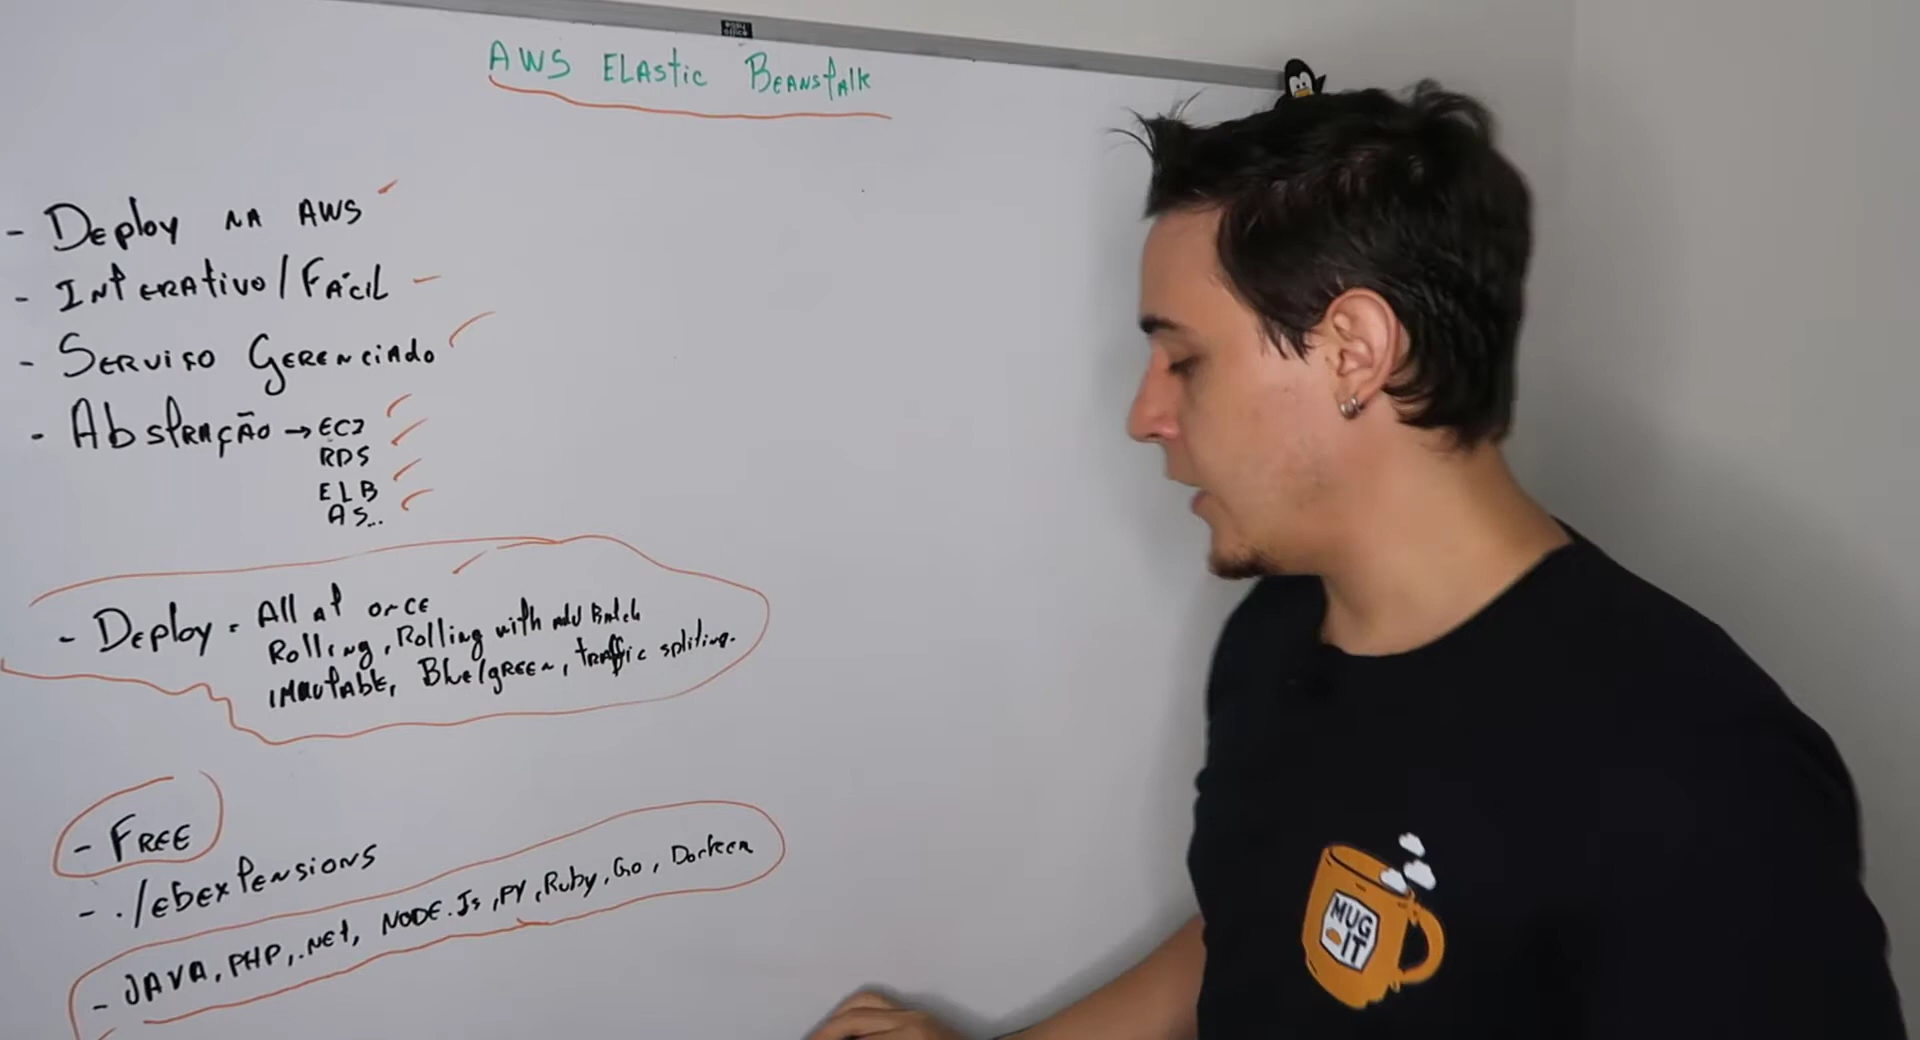 AWS Elastic Beanstalk
- Deploy na AWS
- Interativo/Fácil
- Serviço Gerenciado
- Abstração → EC2
RDS
ELB
AS...
- Deploy = All at once
Rolling, Rolling with add Batch
immutable, Blue/green, traffic spliting.
- Free
- ./ebextensions
- JAVA, PHP, .Net, NODE.Js, PY, Ruby, Go, Docker
MUG
IT